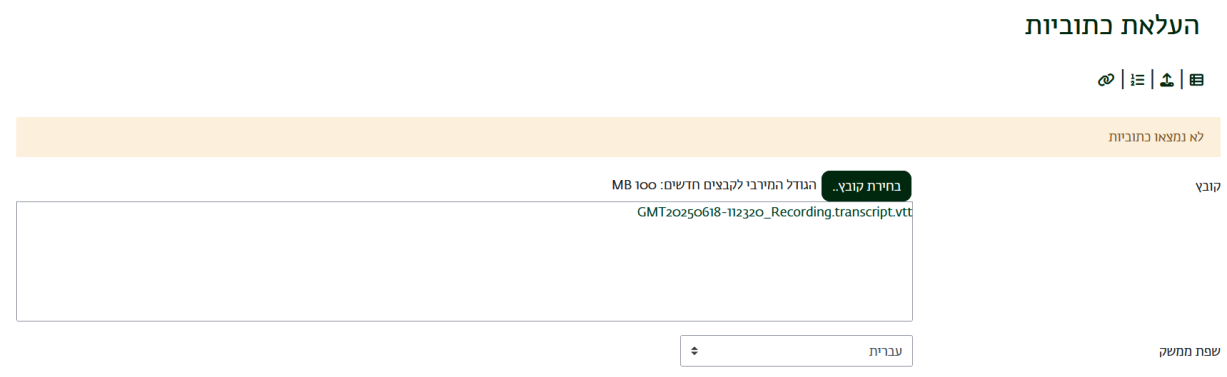 העלאת כתוביות
לא נמצאו כתוביות
קובץ
בחירת קובץ.. הגודל המירבי לקבצים חדשים: 100 MB
GMT20250618-112320_Recording.transcript.vtt
שפת ממשק
עברית